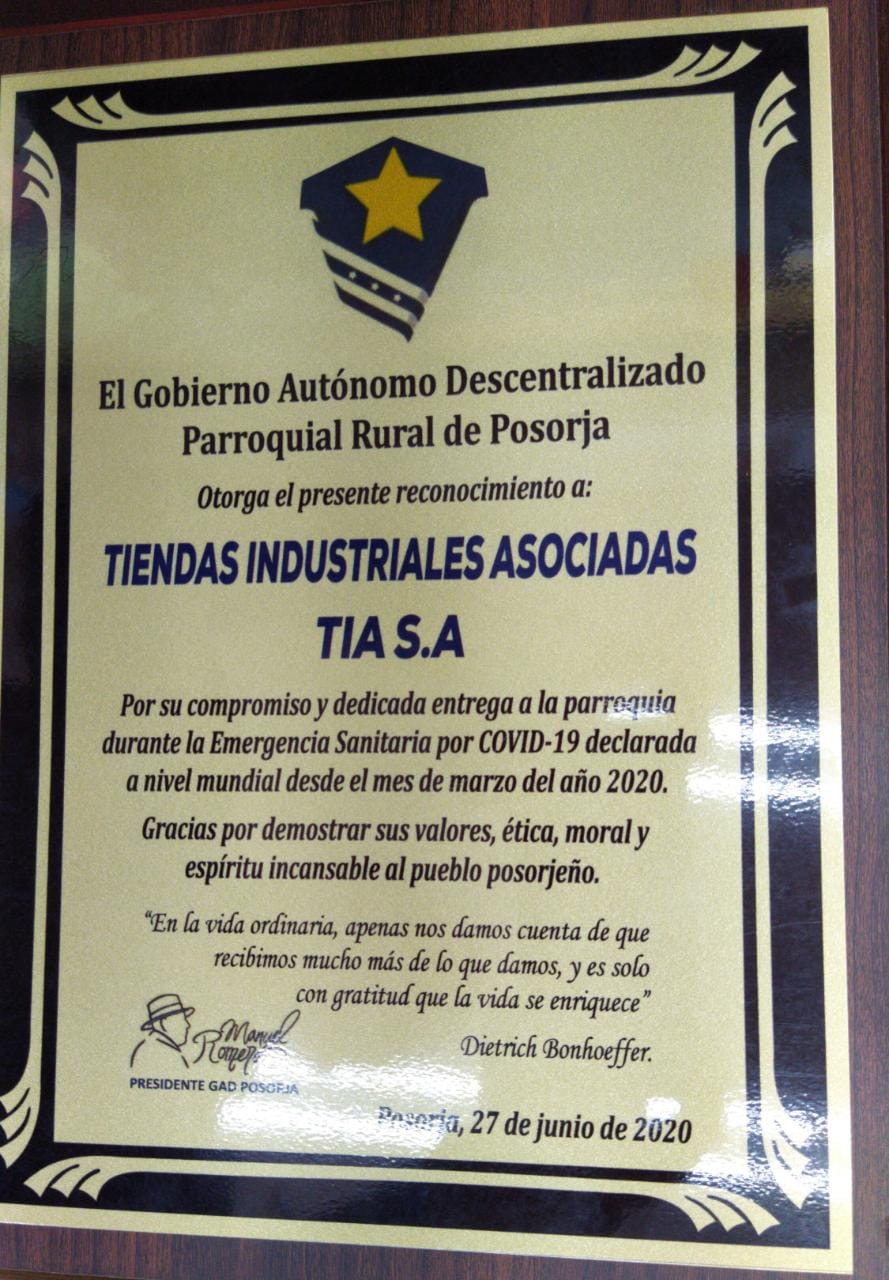 El Gobierno Autónomo Descentralizado
Parroquial Rural de Posorja
Otorga el presente reconocimiento a:
TIENDAS INDUSTRIALES ASOCIADAS
TIA S.A
Por su compromiso y dedicada entrega a la parroquia
durante la Emergencia Sanitaria por COVID-19 declarada
a nivel mundial desde el mes de marzo del año 2020.
Gracias por demostrar sus valores, ética, moral y
espíritu incansable al pueblo posorjeño.
“En la vida ordinaria, apenas nos damos cuenta de que
recibimos mucho más de lo que damos, y es solo
con gratitud que la vida se enriquece”
Dietrich Bonhoeffer.
Manuel
Romero
PRESIDENTE GAD POSORJA
Posorja, 27 de junio de 2020